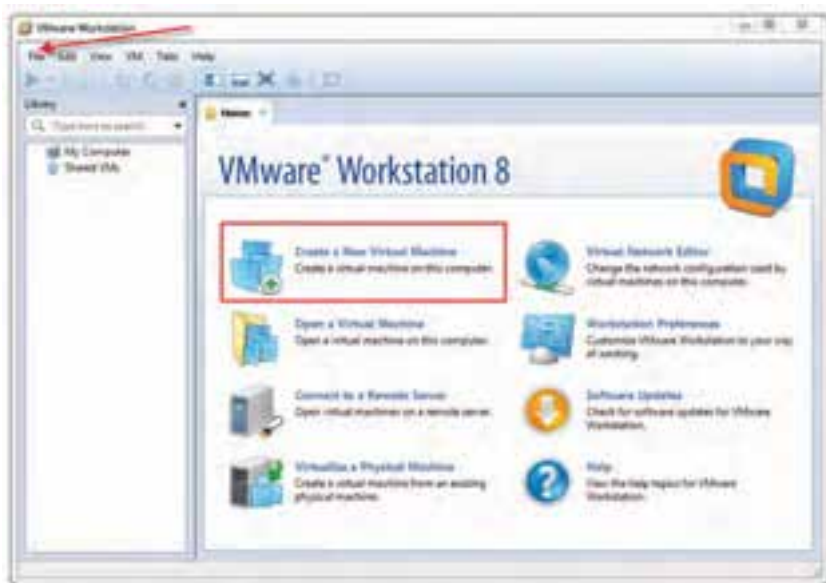 VMware Workstation
File Edit View VM Tabs Help
Library
Type here to search
My Computer
Shared VMs
Home
VMware® Workstation 8
Create a New Virtual Machine
Create a virtual machine on this computer.
Open a Virtual Machine
Open a virtual machine on this computer.
Connect to a Remote Server
Open virtual machines on a remote server.
Virtualize a Physical Machine
Create a virtual machine from an existing
physical machine.
Virtual Network Editor
Change the network configuration used by
virtual machines on this computer.
Workstation Preferences
Customize VMware Workstation to your way
of working.
Software Updates
Check for software updates for VMware
Workstation.
Help
View the help topics for VMware
Workstation.